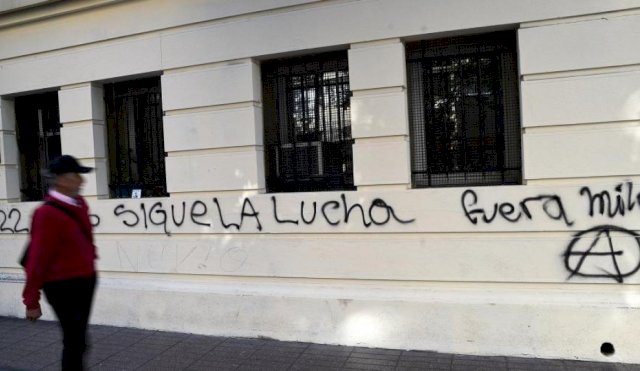 22 SIGUE LA LUCHA fuera Mil
A